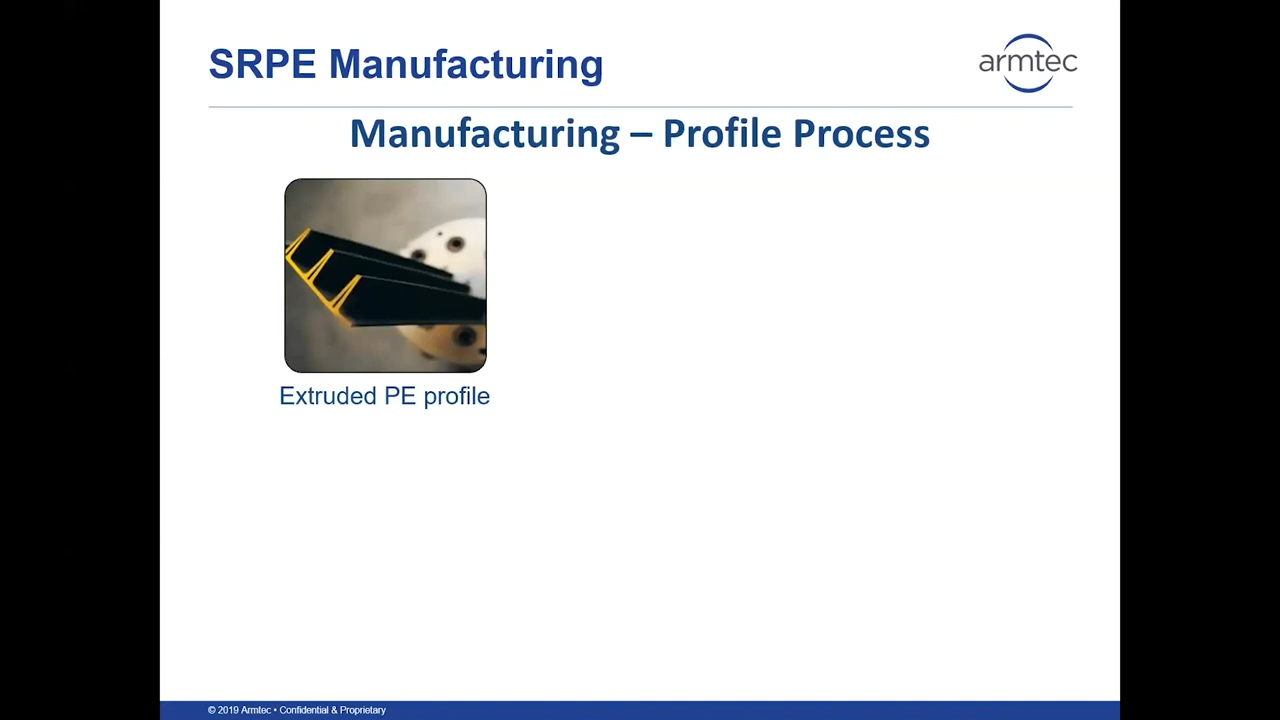 SRPE Manufacturing
armtec
Manufacturing – Profile Process
Extruded PE profile
© 2019 Armtec • Confidential & Proprietary